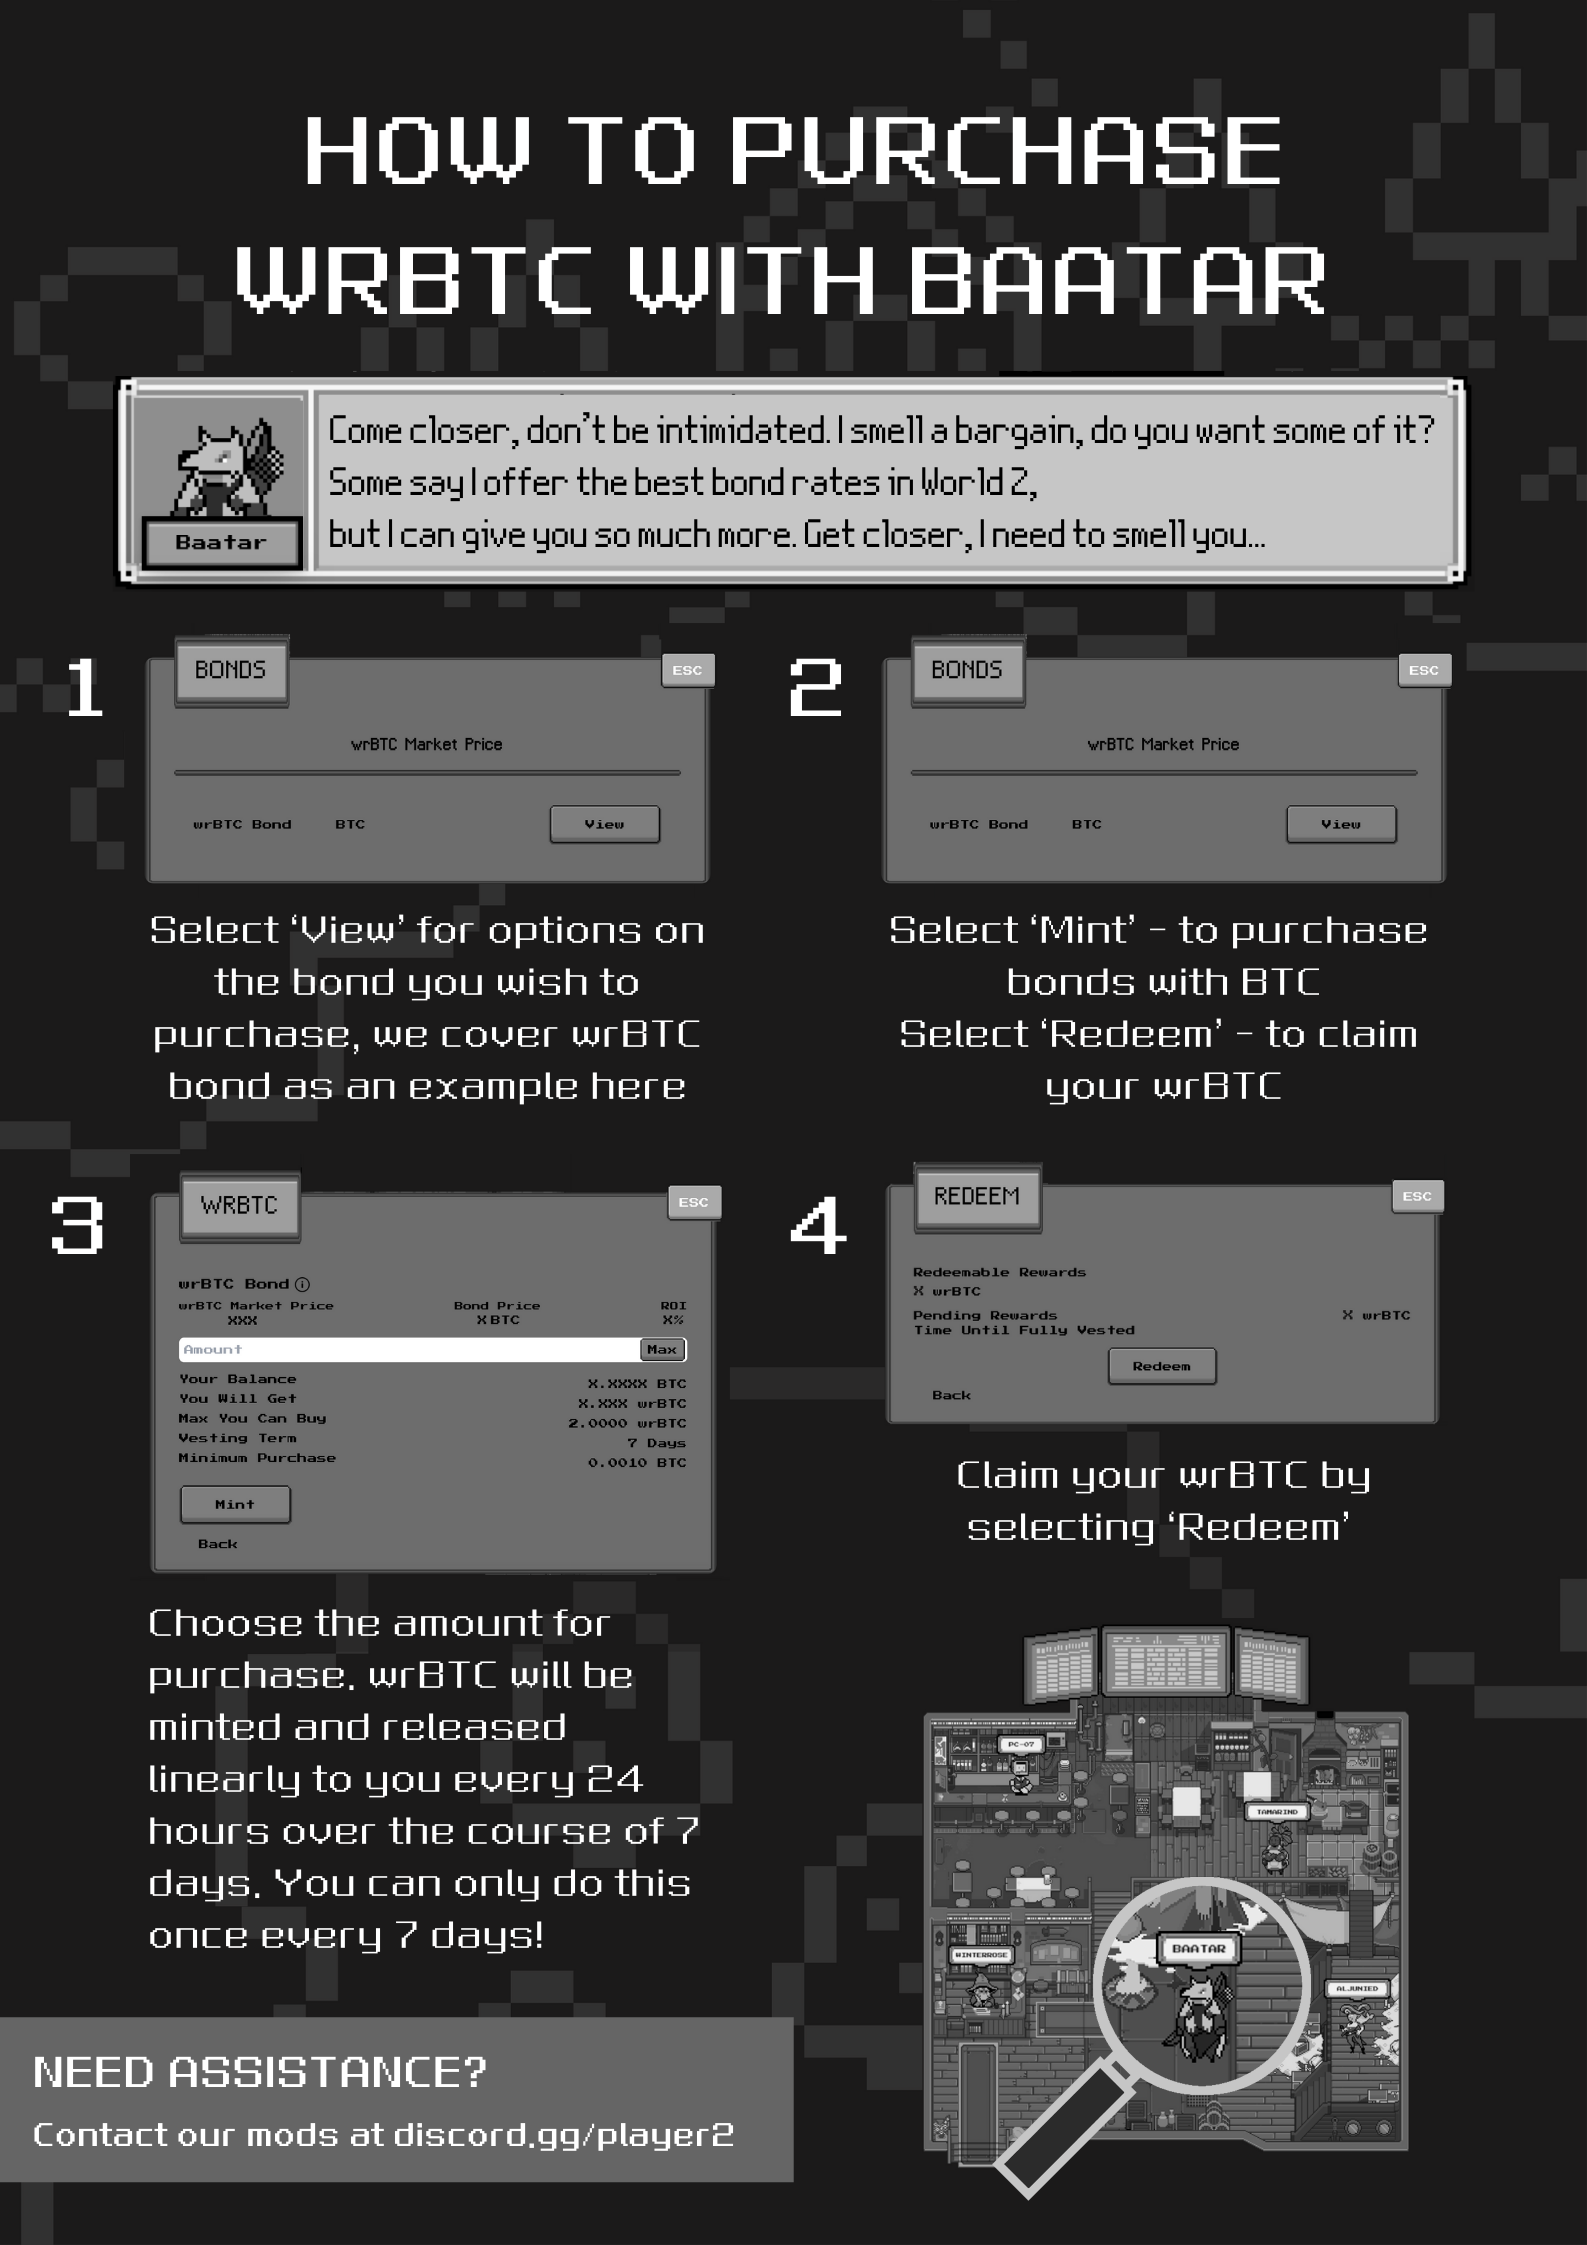 HOW TO PURCHASE
WRBTC WITH BAATAR
Come closer, don't be intimidated. I smell a bargain, do you want some of it?
Some say I offer the best bond rates in World 2,
but I can give you so much more. Get closer, I need to smell you...
Baatar
1
BONDS
ESC
wrBTC Market Price
wrBTC Bond BTC View
Select ‘View’ for options on
the bond you wish to
purchase, we cover wrBTC
bond as an example here
2
BONDS
ESC
wrBTC Market Price
wrBTC Bond BTC View
Select ‘Mint’ - to purchase
bonds with BTC
Select ‘Redeem’ - to claim
your wrBTC
3
WRBTC
ESC
wrBTC Bond i
wrBTC Market Price Bond Price ROI
XXX X BTC X%
Amount Max
Your Balance X.XXXX BTC
You Will Get X.XXX wrBTC
Max You Can Buy 2.0000 wrBTC
Vesting Term 7 Days
Minimum Purchase 0.0010 BTC
Mint
Back
Choose the amount for
purchase. wrBTC will be
minted and released
linearly to you every 24
hours over the course of 7
days. You can only do this
once every 7 days!
4
REDEEM
ESC
Redeemable Rewards
X wrBTC
Pending Rewards X wrBTC
Time Until Fully Vested
Redeem
Back
Claim your wrBTC by
selecting ‘Redeem’
PC-07
TAMARIND
BAATAR
WINTERROSE
ALJUNIED
NEED ASSISTANCE?
Contact our mods at discord.gg/player2